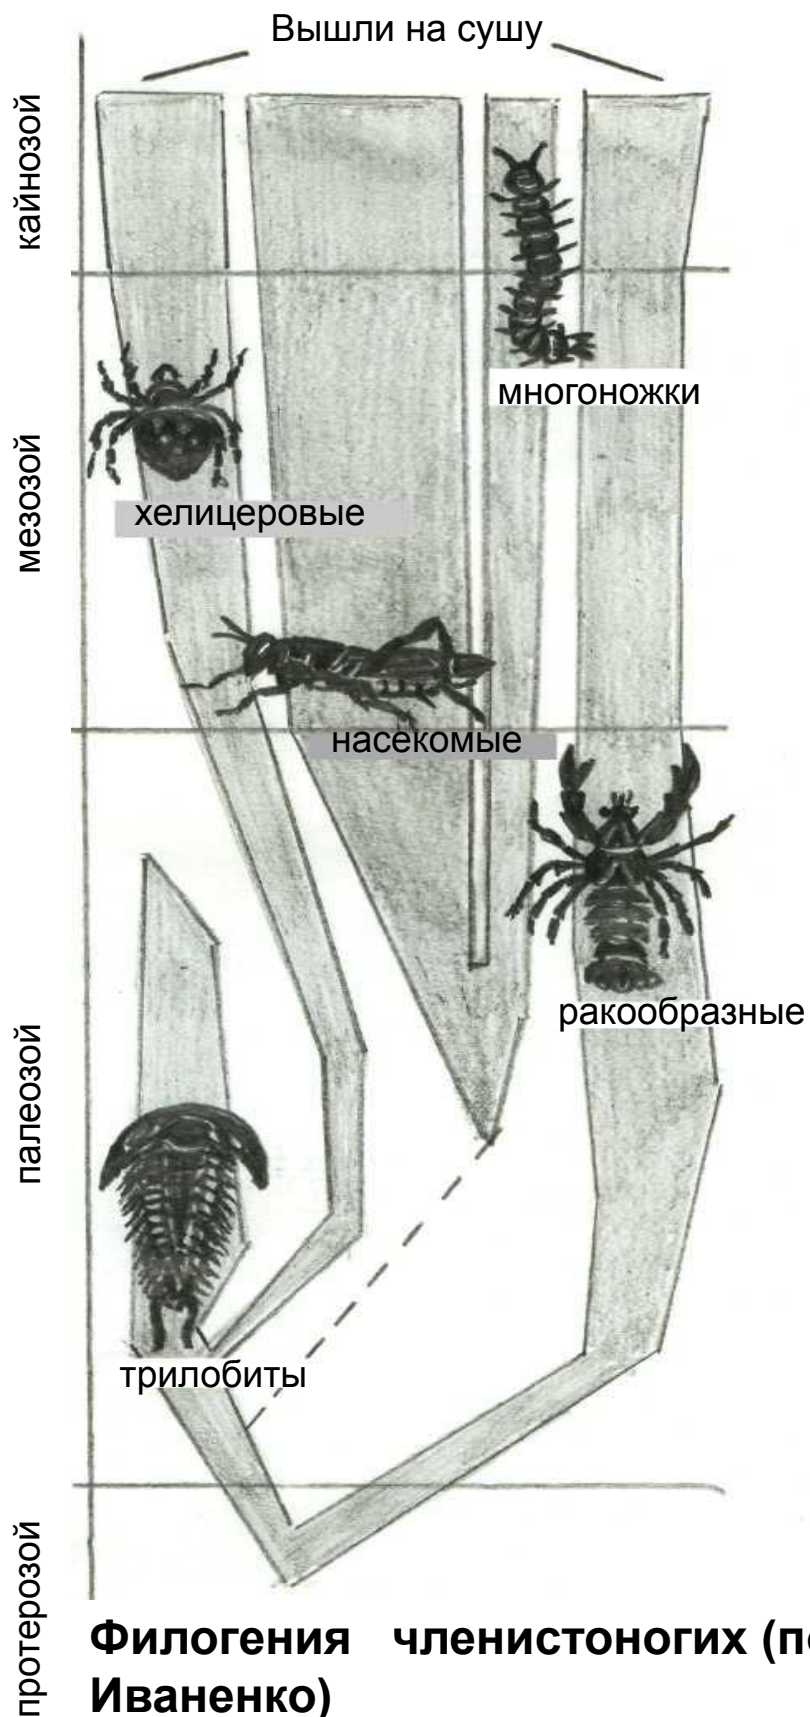 Вышли на сушу
кайнозой
многоножки
мезозой
хелицеровые
насекомые
ракообразные
палеозой
трилобиты
протерозой
Филогения членистоногих (по
Иваненко)